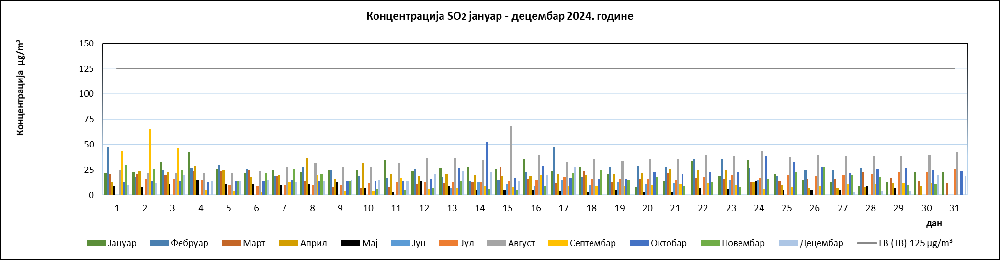 Концентрација SO2 јануар - децембар 2024. године
Концентрација µg/m³
150
125
100
75
50
25
0
1 2 3 4 5 6 7 8 9 10 11 12 13 14 15 16 17 18 19 20 21 22 23 24 25 26 27 28 29 30 31
дан
Јануар Фебруар Март Април Мај Јун Јул Август Септембар Октобар Новембар Децембар ГВ (ТВ) 125 µg/m³